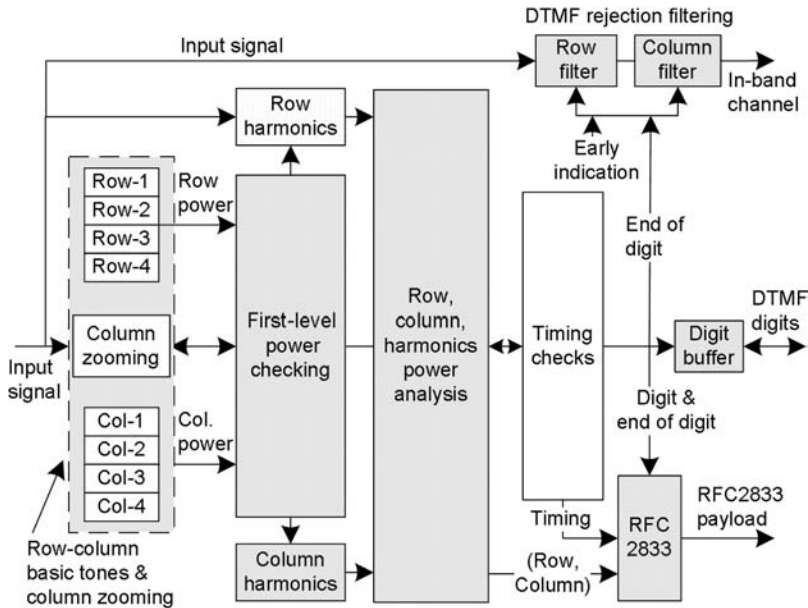 DTMF rejection filtering
Input signal
Row
filter
Column
filter
In-band
channel
Row
harmonics
Early
indication
Row-1
Row-2
Row-3
Row-4
Row
power
End of
digit
Column
zooming
Input
signal
First-level
power
checking
Row,
column,
harmonics
power
analysis
Timing
checks
Digit
buffer
DTMF
digits
Col-1
Col-2
Col-3
Col-4
Col.
power
Digit &
end of digit
Row-column
basic tones &
column zooming
Column
harmonics
Timing
(Row,
Column)
RFC
2833
RFC2833
payload